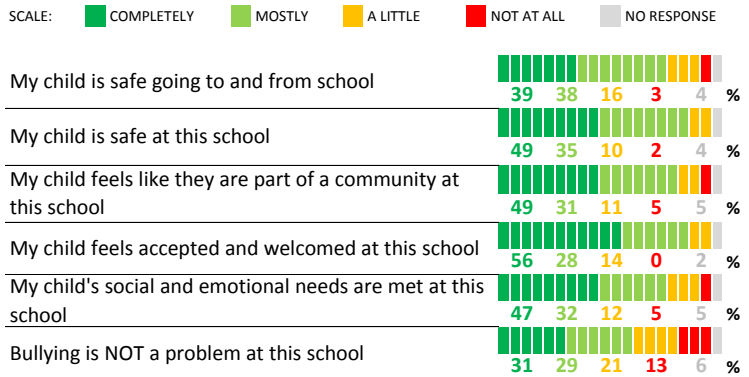 SCALE: COMPLETELY MOSTLY A LITTLE NOT AT ALL NO RESPONSE
My child is safe going to and from school
39 38 16 3 4 %
My child is safe at this school
49 35 10 2 4 %
My child feels like they are part of a community at
this school
49 31 11 5 5 %
My child feels accepted and welcomed at this school
56 28 14 0 2 %
My child's social and emotional needs are met at this
school
47 32 12 5 5 %
Bullying is NOT a problem at this school
31 29 21 13 6 %